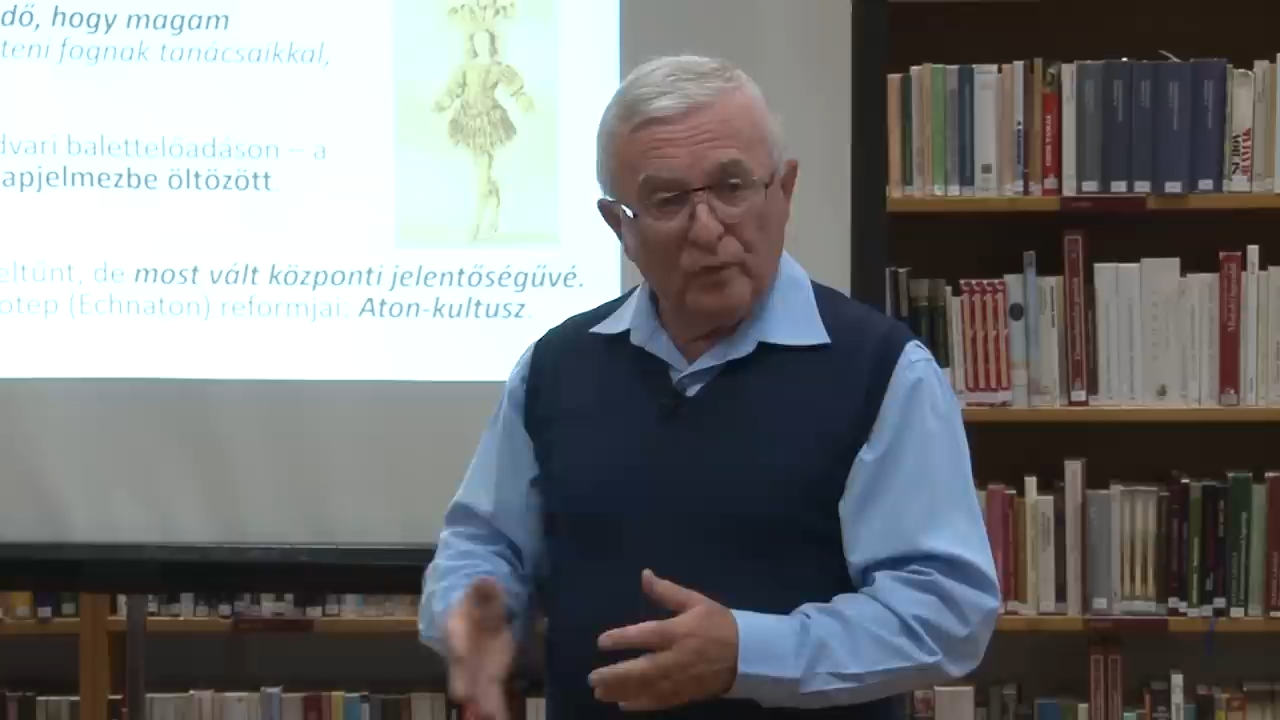 dő, hogy magam
teni fognak tanácsaikkal,
dvari balettelőadáson – a
apjelmezbe öltözött
eltűnt, de most vált központi jelentőségűvé.
otep (Echnaton) reformjai: Aton-kultusz.